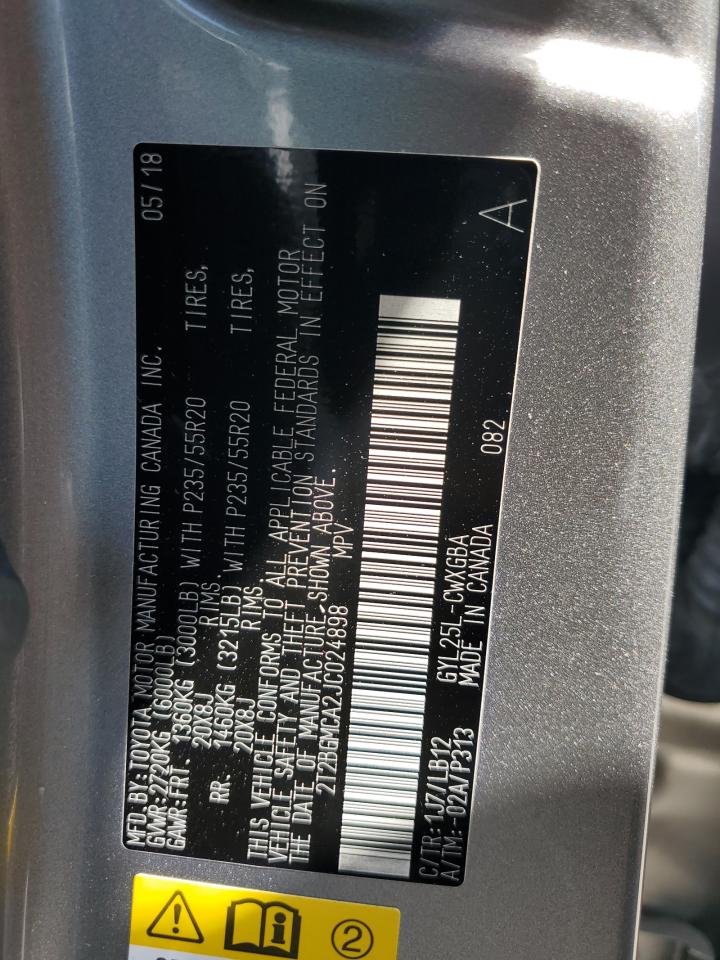 MFD.BY:TOYOTA MOTOR MANUFACTURING CANADA INC. 05/18
GVWR:2720KG (6000LB)
GAWR:FRT. 1360KG (3000LB) WITH P235/55R20 TIRES,
20X8J RIMS.
RR. 1460KG (3215LB) WITH P235/55R20 TIRES,
20X8J RIMS.
THIS VEHICLE CONFORMS TO ALL APPLICABLE FEDERAL MOTOR
VEHICLE SAFETY AND THEFT PREVENTION STANDARDS IN EFFECT ON
THE DATE OF MANUFACTURE SHOWN ABOVE.
2T2BGMCA2JC024898 MPV
C/TR:1J7/LB12 GYL25L-CWXGBA 082 A
A/TM:-02A/P313 MADE IN CANADA
2